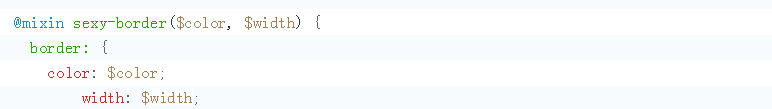 @mixin sexy-border($color, $width) {
  border: {
    color: $color;
        width: $width;